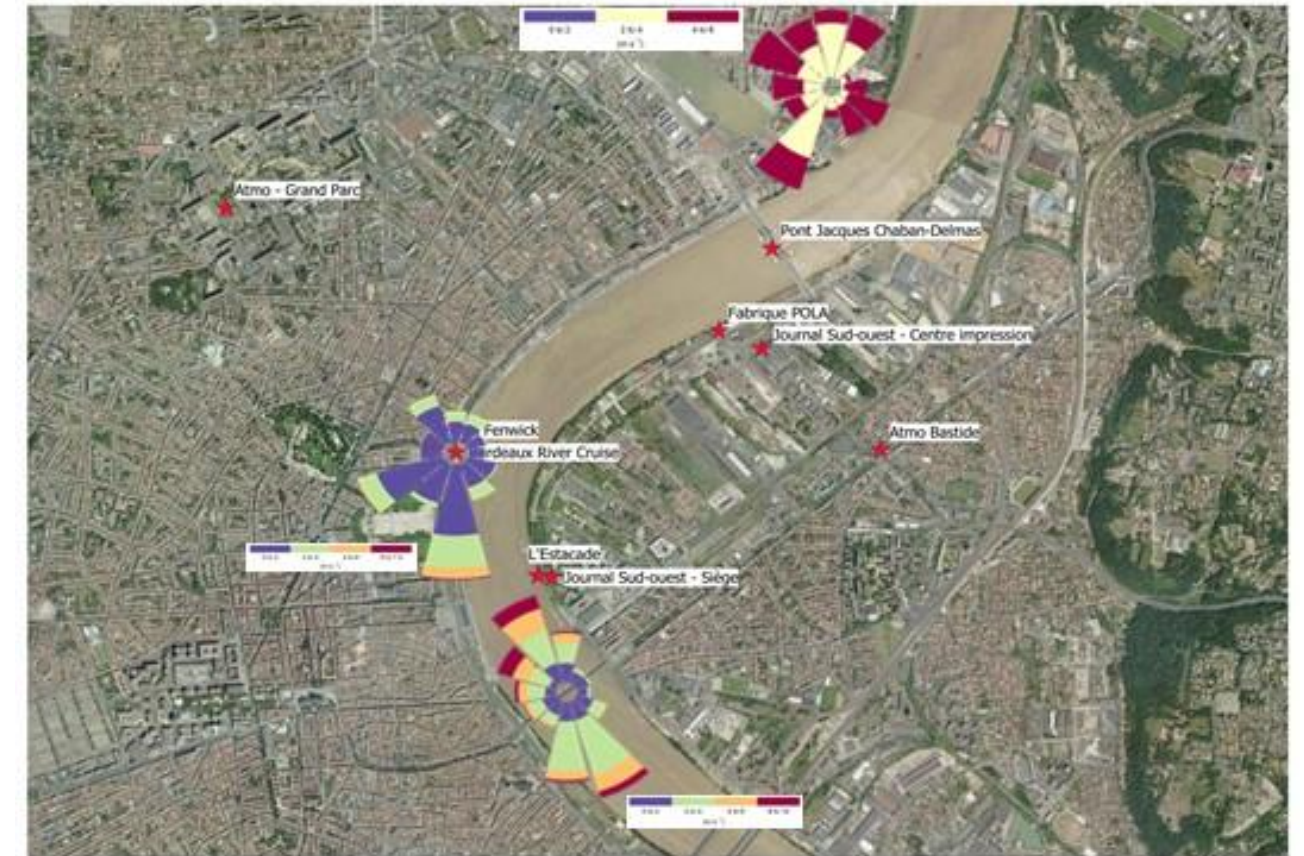 Atmo - Grand Parc
Pont Jacques Chaban-Delmas
Fabrique POLA
Journal Sud-ouest - Centre impression
Fenwick
rdeaux River Cruise
Atmo Bastide
L'Estacade
Journal Sud-ouest - Siège